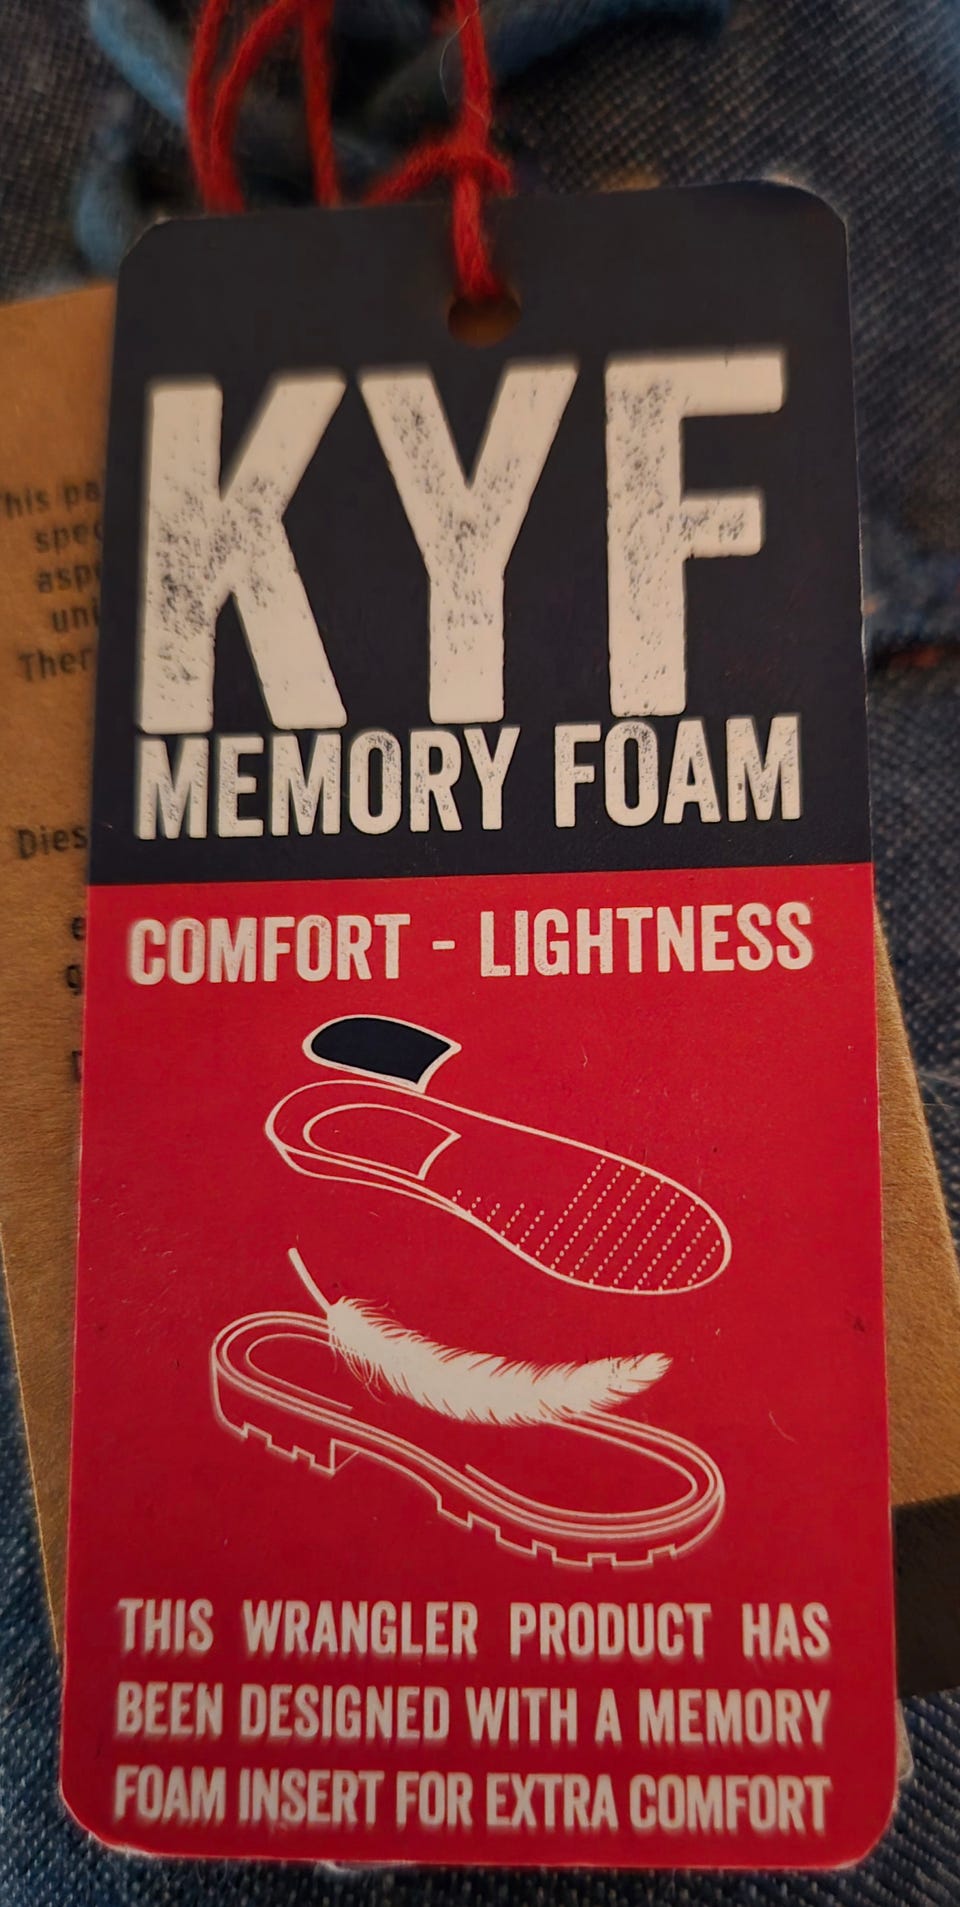 KYF
MEMORY FOAM
COMFORT - LIGHTNESS
THIS WRANGLER PRODUCT HAS
BEEN DESIGNED WITH A MEMORY
FOAM INSERT FOR EXTRA COMFORT